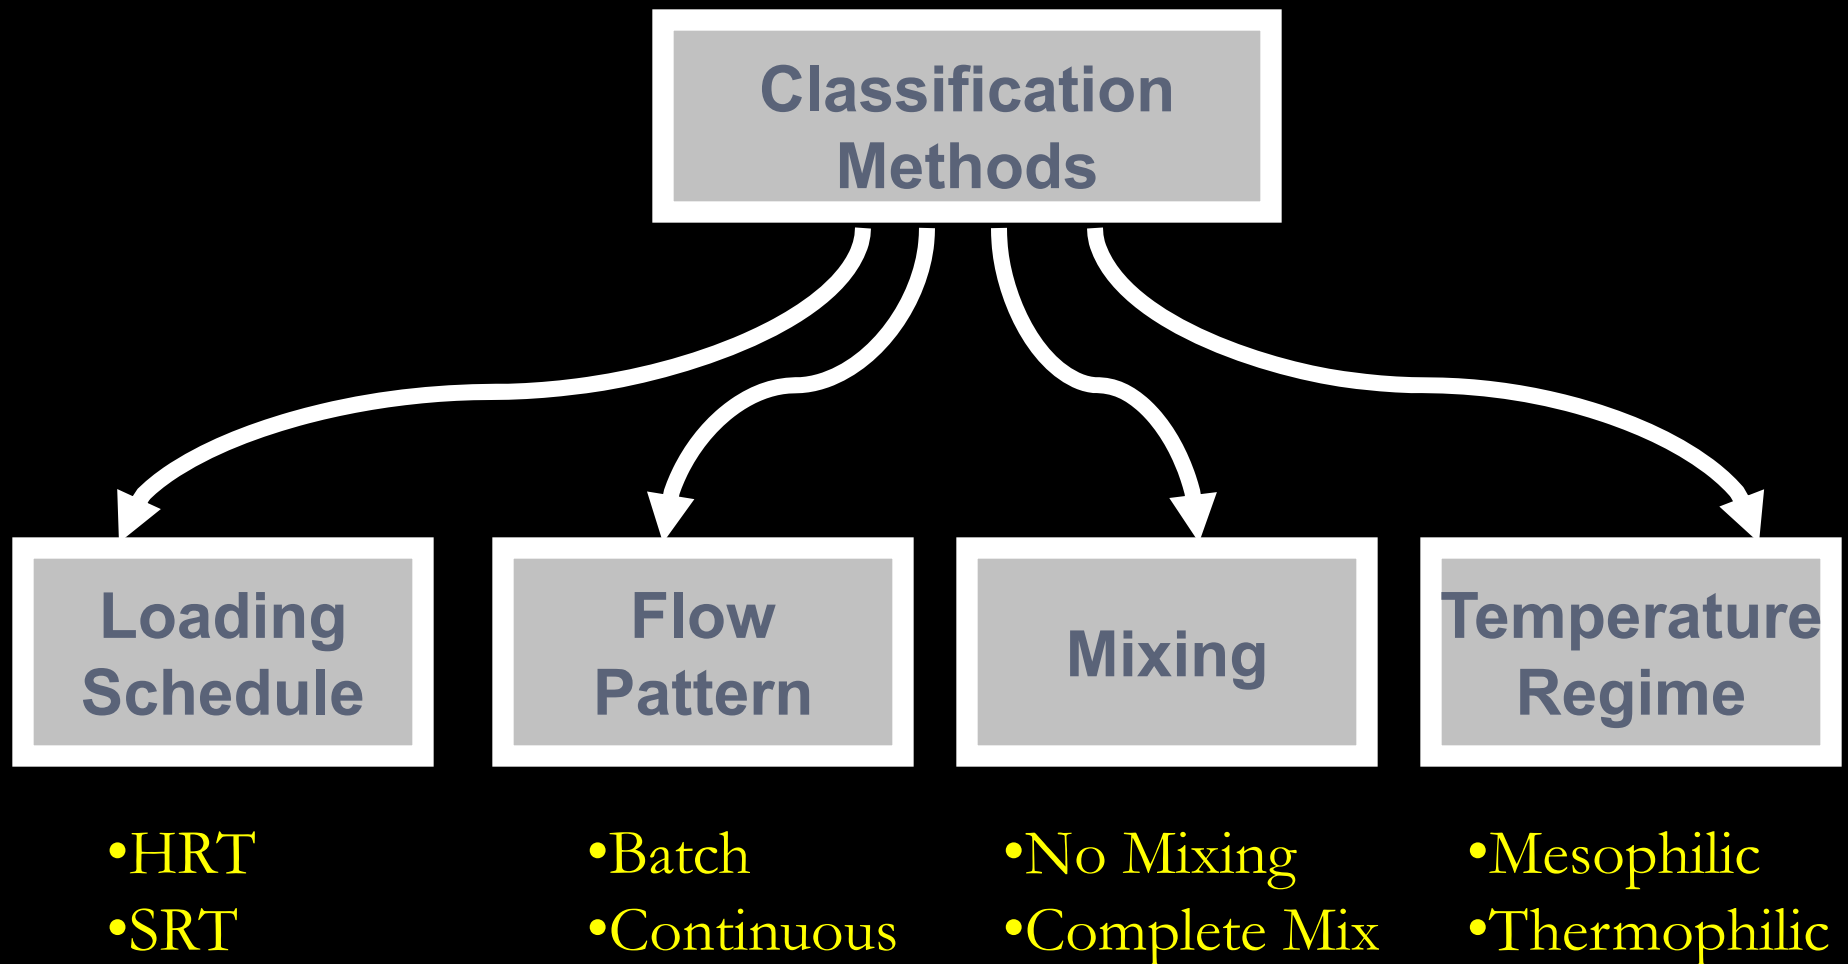 Classification
Methods
Loading
Schedule
Flow
Pattern
Mixing
Temperature
Regime
•HRT
•SRT
•Batch
•Continuous
•No Mixing
•Complete Mix
•Mesophilic
•Thermophilic